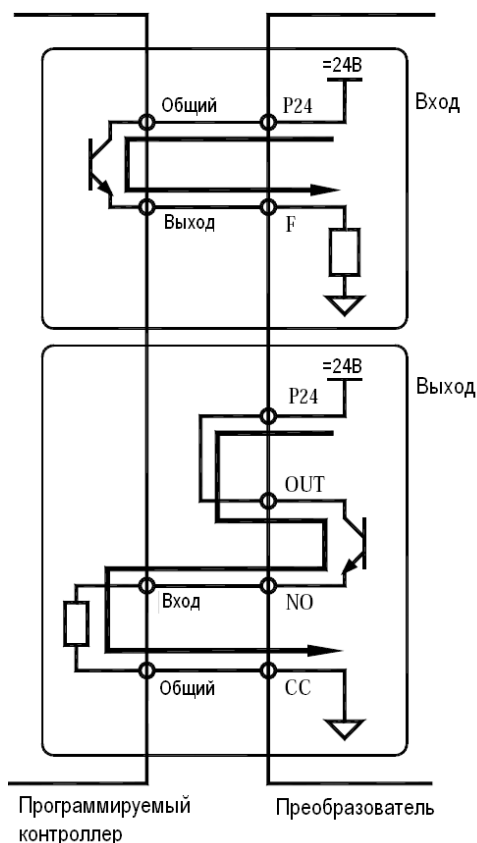 =24В
Общий
P24
Вход
Выход
F
=24В
P24
Выход
OUT
Вход
NO
Общий
CC
Программируемый
контроллер
Преобразователь